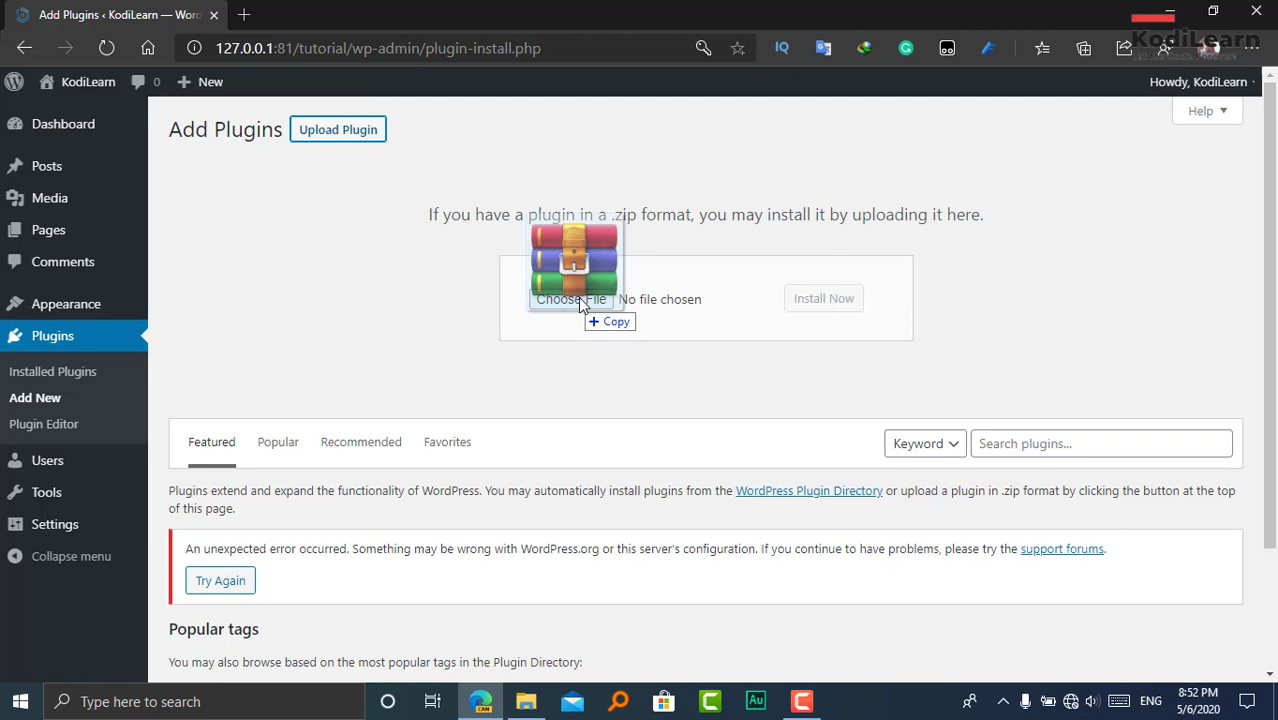 Add Plugins ‹ KodiLearn — Wor
127.0.0.1:81/tutorial/wp-admin/plugin-install.php
KodiLearn
KodiLearn
0
New
Howdy, KodiLearn
Dashboard
Posts
Media
Pages
Comments
Appearance
Plugins
Installed Plugins
Add New
Plugin Editor
Users
Tools
Settings
Collapse menu
Add Plugins
Upload Plugin
Help
If you have a plugin in a .zip format, you may install it by uploading it here.
Choose File
No file chosen
Install Now
+ Copy
Featured
Popular
Recommended
Favorites
Keyword
Search plugins...
Plugins extend and expand the functionality of WordPress. You may automatically install plugins from the WordPress Plugin Directory or upload a plugin in .zip format by clicking the button at the top
of this page.
An unexpected error occurred. Something may be wrong with WordPress.org or this server's configuration. If you continue to have problems, please try the support forums.
Try Again
Popular tags
You may also browse based on the most popular tags in the Plugin Directory:
Type here to search
CAN
Au
ENG
8:52 PM
5/6/2020